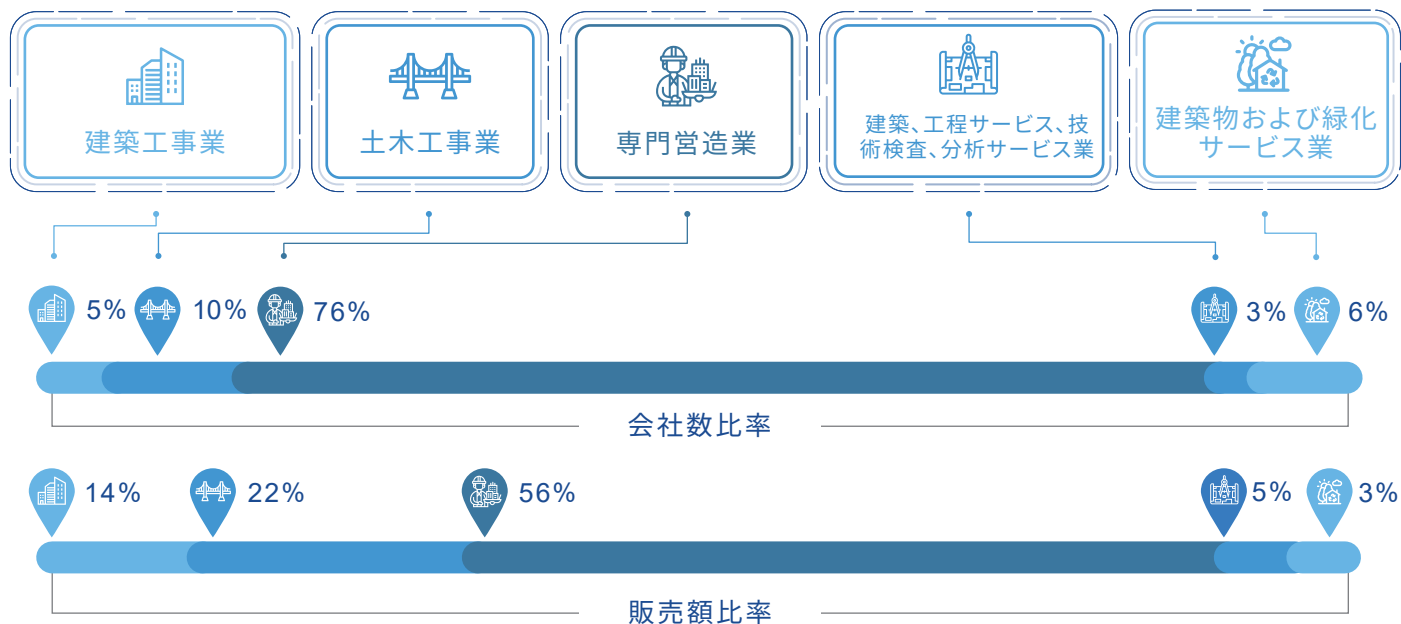 建築工事業
土木工事業
専門営造業
建築、工程サービス、技
術検査、分析サービス業
建築物および緑化
サービス業
5%
10%
76%
3%
6%
会社数比率
14%
22%
56%
5%
3%
販売額比率